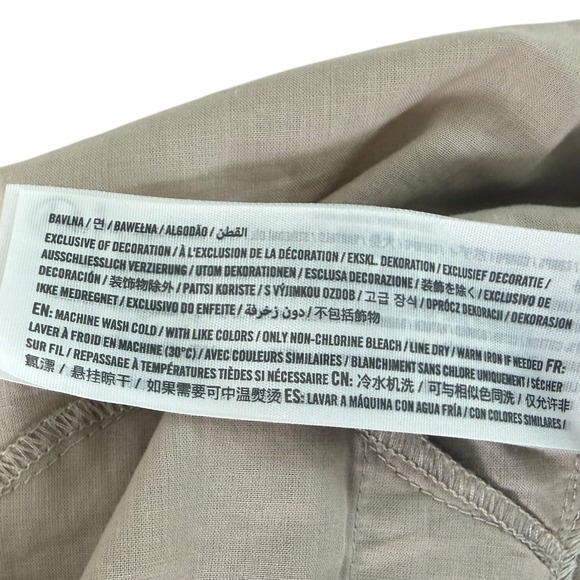 BAVLNA / 면 / BAWEŁNA / ALGODÃO / القطن
EXCLUSIVE OF DECORATION / À L'EXCLUSION DE LA DÉCORATION / EKSKL. DEKORATION / EXCLUSIEF DECORATIE /
AUSSCHLIESSLICH VERZIERUNG / UTOM DEKORATIONEN / ESCLUSA DECORAZIONE / 装飾を除く / EXCLUSIVO DE
DECORACIÓN / 装饰物除外 / PAITSI KORISTE / S VÝJIMKOU OZDOB / 고급 장식 / OPRÓCZ DEKORACJI / DEKORASJON
IKKE MEDREGNET / EXCLUSIVO DO ENFEITE / دون زخرفة / 不包括飾物
EN: MACHINE WASH COLD / WITH LIKE COLORS / ONLY NON-CHLORINE BLEACH / LINE DRY / WARM IRON IF NEEDED FR:
LAVER À FROID EN MACHINE (30°C) / AVEC COULEURS SIMILAIRES / BLANCHIMENT SANS CHLORE UNIQUEMENT / SÉCHER
SUR FIL / REPASSAGE À TEMPÉRATURES TIÈDES SI NÉCESSAIRE CN: 冷水机洗 / 可与相似色同洗 / 仅允许非
氯漂 / 悬挂晾干 / 如果需要可中温熨烫 ES: LAVAR A MÁQUINA CON AGUA FRÍA / CON COLORES SIMILARES /